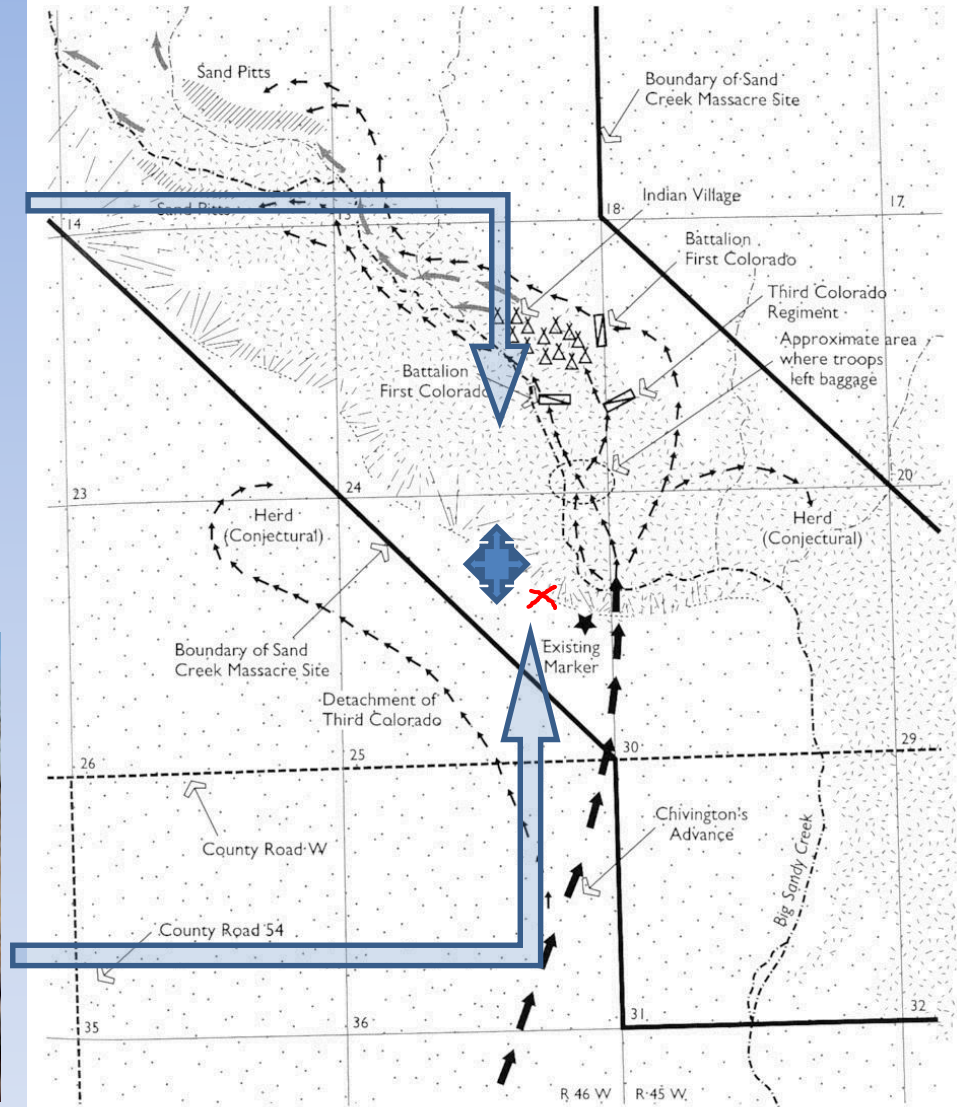 Sand Pitts
Boundary of Sand
Creek Massacre Site
Indian Village
Sand Pitts
14
13
18
17
Battalion
First Colorado
Third Colorado
Regiment
Approximate area
where troops
left baggage
Battalion
First Colorado
23
24
20
Herd
(Conjectural)
Herd
(Conjectural)
Boundary of Sand
Creek Massacre Site
Existing
Marker
Detachment of
Third Colorado
26
25
30
29
County Road W
Chivington's
Advance
Big Sandy Creek
County Road 54
35
36
31
32
R 46 W
R 45 W